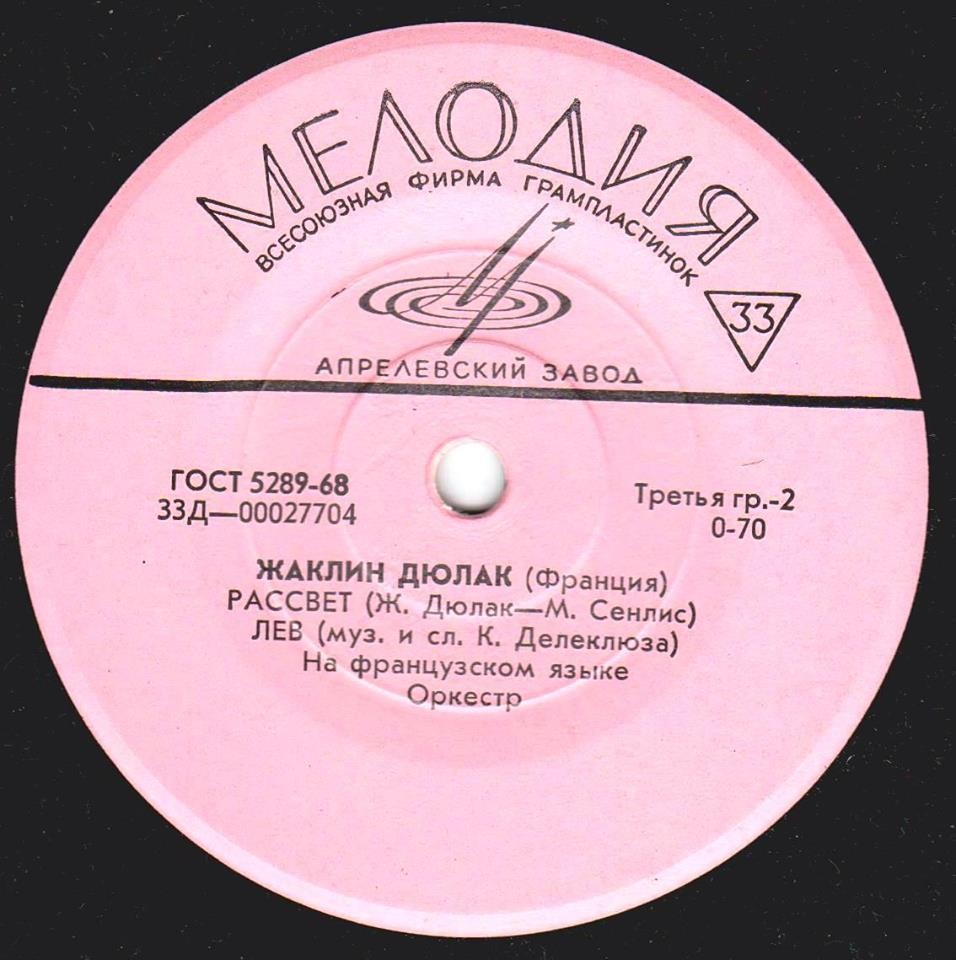 МЕЛОДИЯ
ВСЕСОЮЗНАЯ ФИРМА ГРАМПЛАСТИНОК
33
АПРЕЛЕВСКИЙ ЗАВОД
ГОСТ 5289-68
33Д—00027704
Третья гр.-2
0-70
ЖАКЛИН ДЮЛАК (Франция)
РАССВЕТ (Ж. Дюлак—М. Сенлис)
ЛЕВ (муз. и сл. К. Делеклюза)
На французском языке
Оркестр